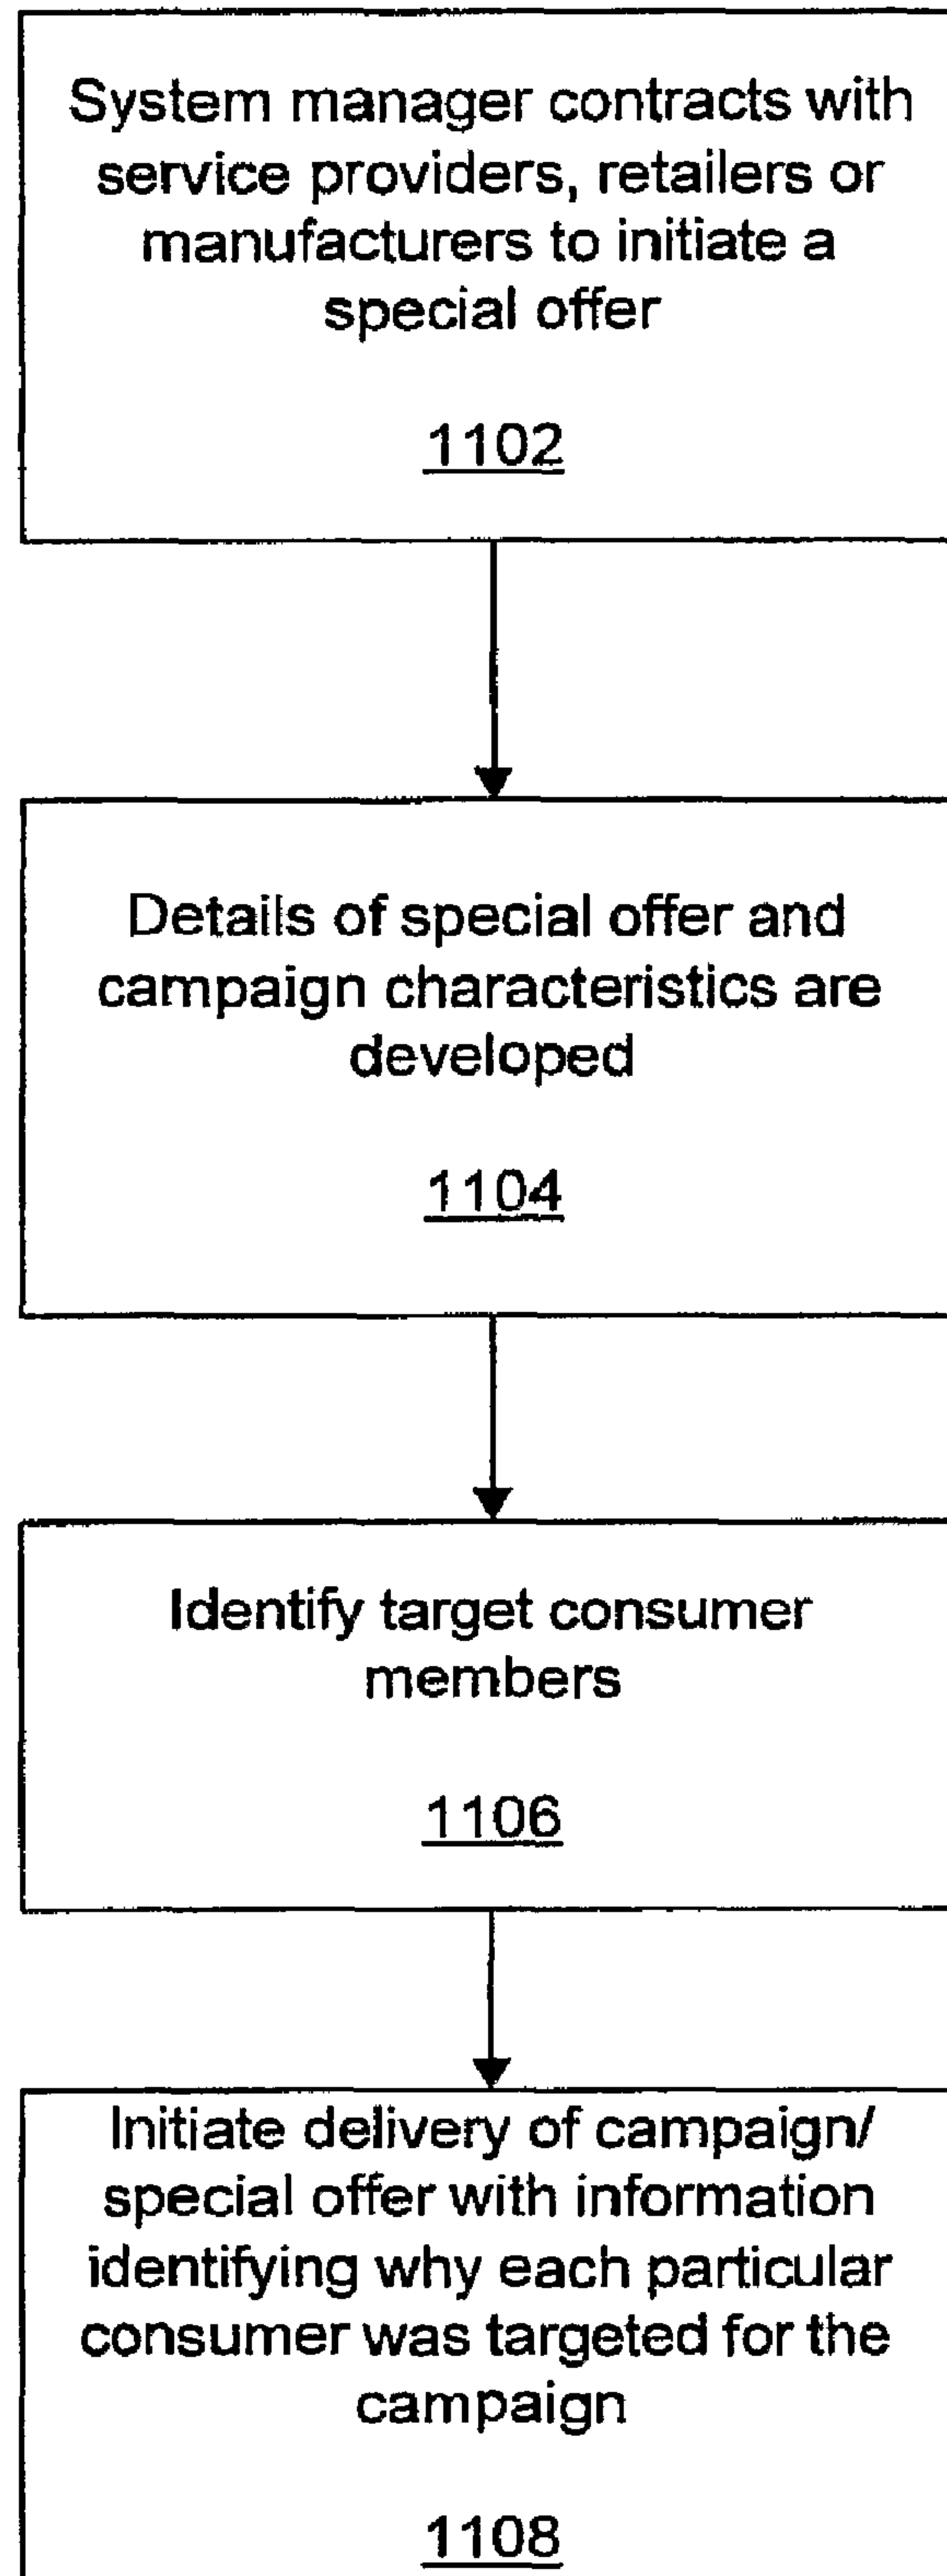 System manager contracts with
service providers, retailers or
manufacturers to initiate a
special offer
1102
Details of special offer and
campaign characteristics are
developed
1104
Identify target consumer
members
1106
Initiate delivery of campaign/
special offer with information
identifying why each particular
consumer was targeted for the
campaign
1108